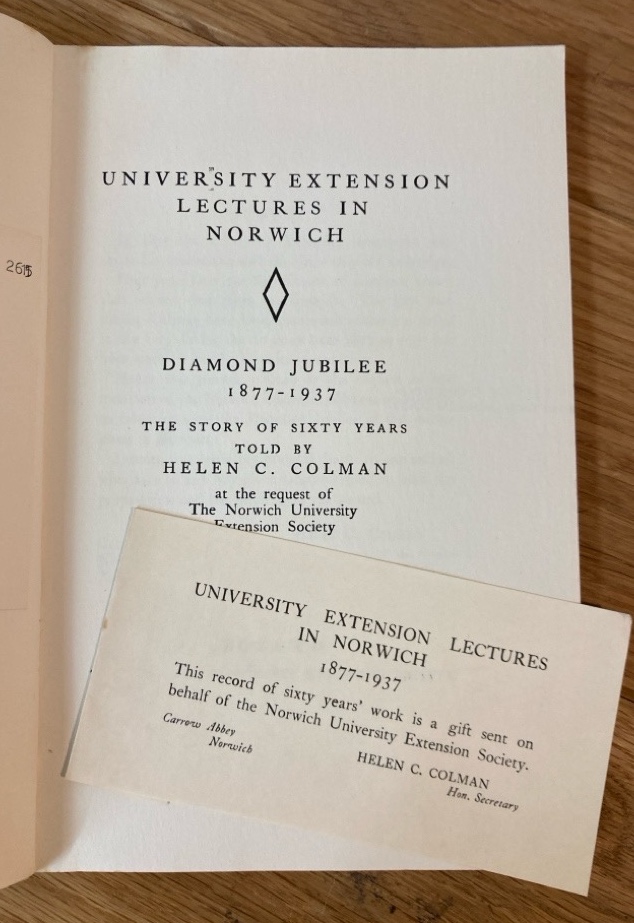 UNIVERSITY EXTENSION
LECTURES IN
NORWICH
DIAMOND JUBILEE
1877-1937
THE STORY OF SIXTY YEARS
TOLD BY
HELEN C. COLMAN
at the request of
The Norwich University
Extension Society
UNIVERSITY EXTENSION LECTURES
IN NORWICH
1877-1937
This record of sixty years' work is a gift sent on
behalf of the Norwich University Extension Society.
Carrow Abbey
Norwich
HELEN C. COLMAN
Hon. Secretary